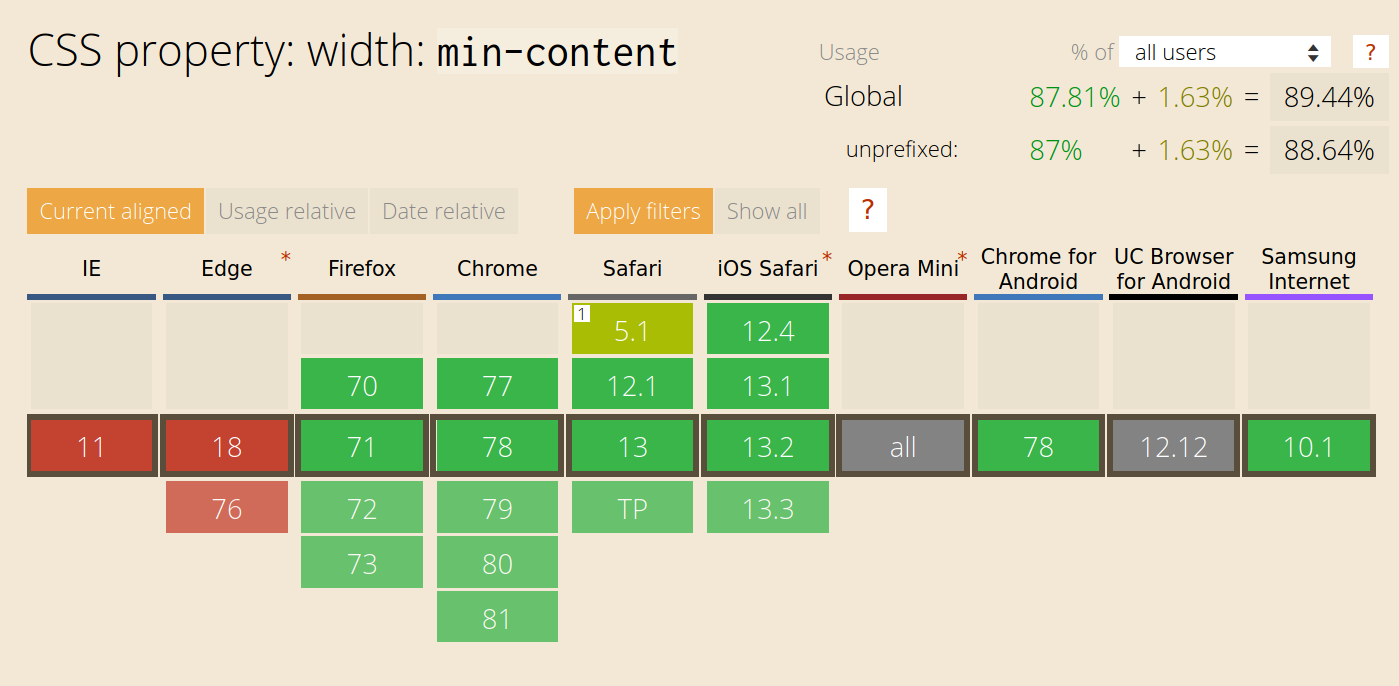 CSS property: width: min-content
Usage % of all users ?
Global 87.81% + 1.63% = 89.44%
unprefixed: 87% + 1.63% = 88.64%
Current aligned Usage relative Date relative Apply filters Show all ?
IE Edge * Firefox Chrome Safari iOS Safari * Opera Mini * Chrome for Android UC Browser for Android Samsung Internet
1 5.1 12.4
70 77 12.1 13.1
11 18 71 78 13 13.2 all 78 12.12 10.1
76 72 79 TP 13.3
73 80
81